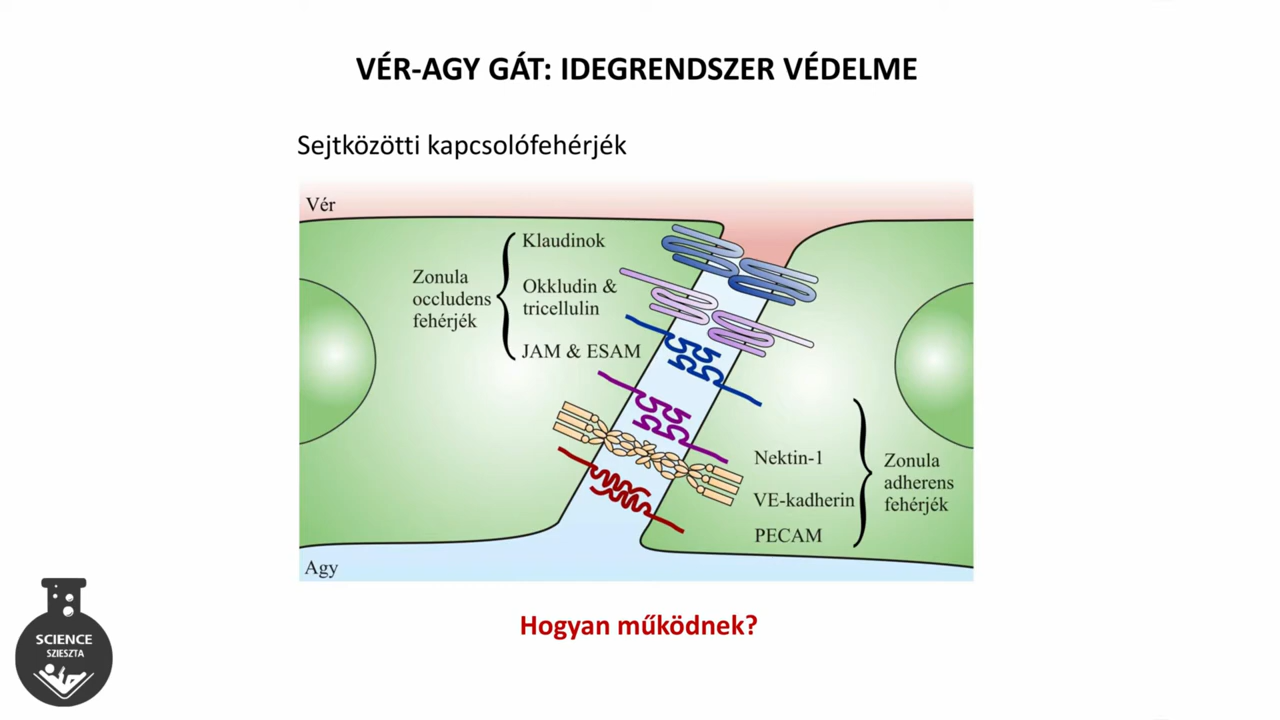 VÉR-AGY GÁT: IDEGRENDSZER VÉDELME
Sejtközötti kapcsolófehérjék
Vér
Zonula
occludens
fehérjék
Klaudinok
Okkludin &
tricellulin
JAM & ESAM
Nektin-1
VE-kadherin
PECAM
Zonula
adherens
fehérjék
Agy
Hogyan működnek?
SCIENCE
SZIESZTA